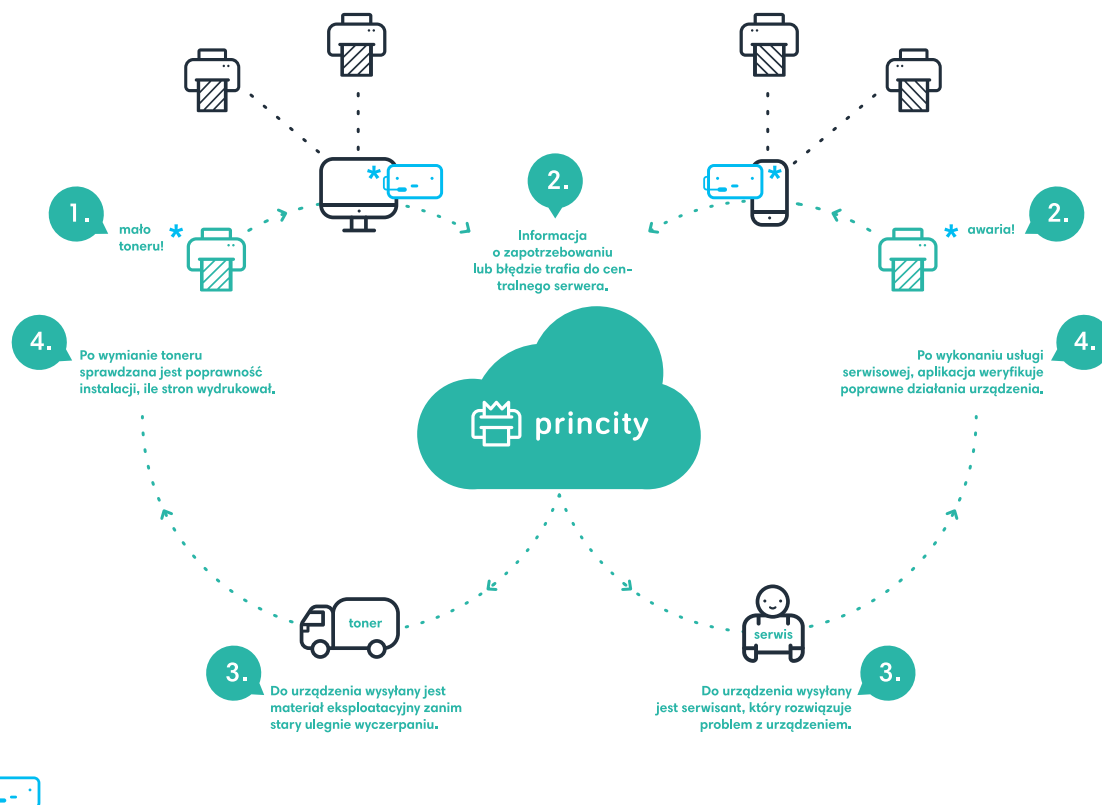 1.
mało
toneru!
*
*
2.
Informacja
o zapotrzebowaniu
lub błędzie trafia do cen-
tralnego serwera.
*
*
awaria!
2.
4.
Po wymianie toneru
sprawdzana jest poprawność
instalacji, ile stron wydrukował.
Po wykonaniu usługi
serwisowej, aplikacja weryfikuje
poprawne działania urządzenia.
4.
princity
toner
serwis
3.
Do urządzenia wysyłany jest
materiał eksploatacyjny zanim
stary ulegnie wyczerpaniu.
Do urządzenia wysyłany
jest serwisant, który rozwiązuje
problem z urządzeniem.
3.